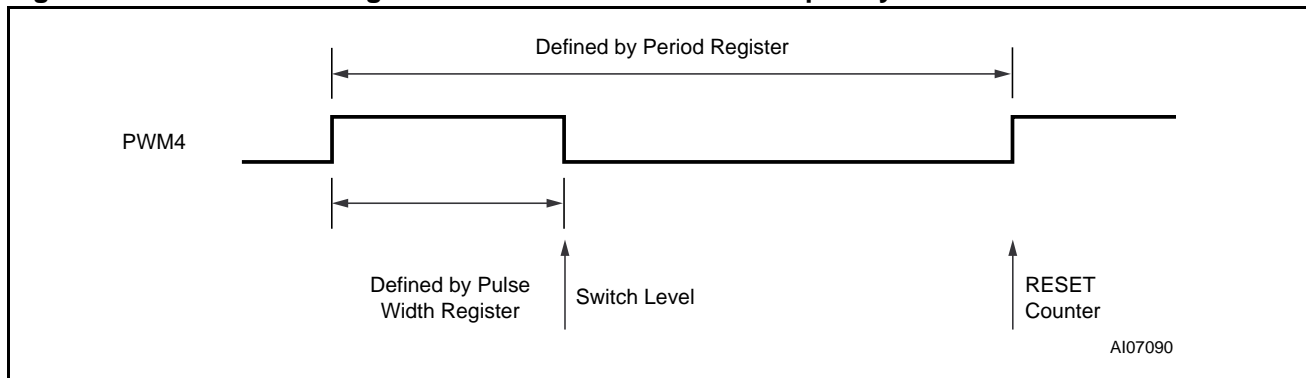 Defined by Period Register
PWM4
Defined by Pulse
Width Register
Switch Level
RESET
Counter
AI07090